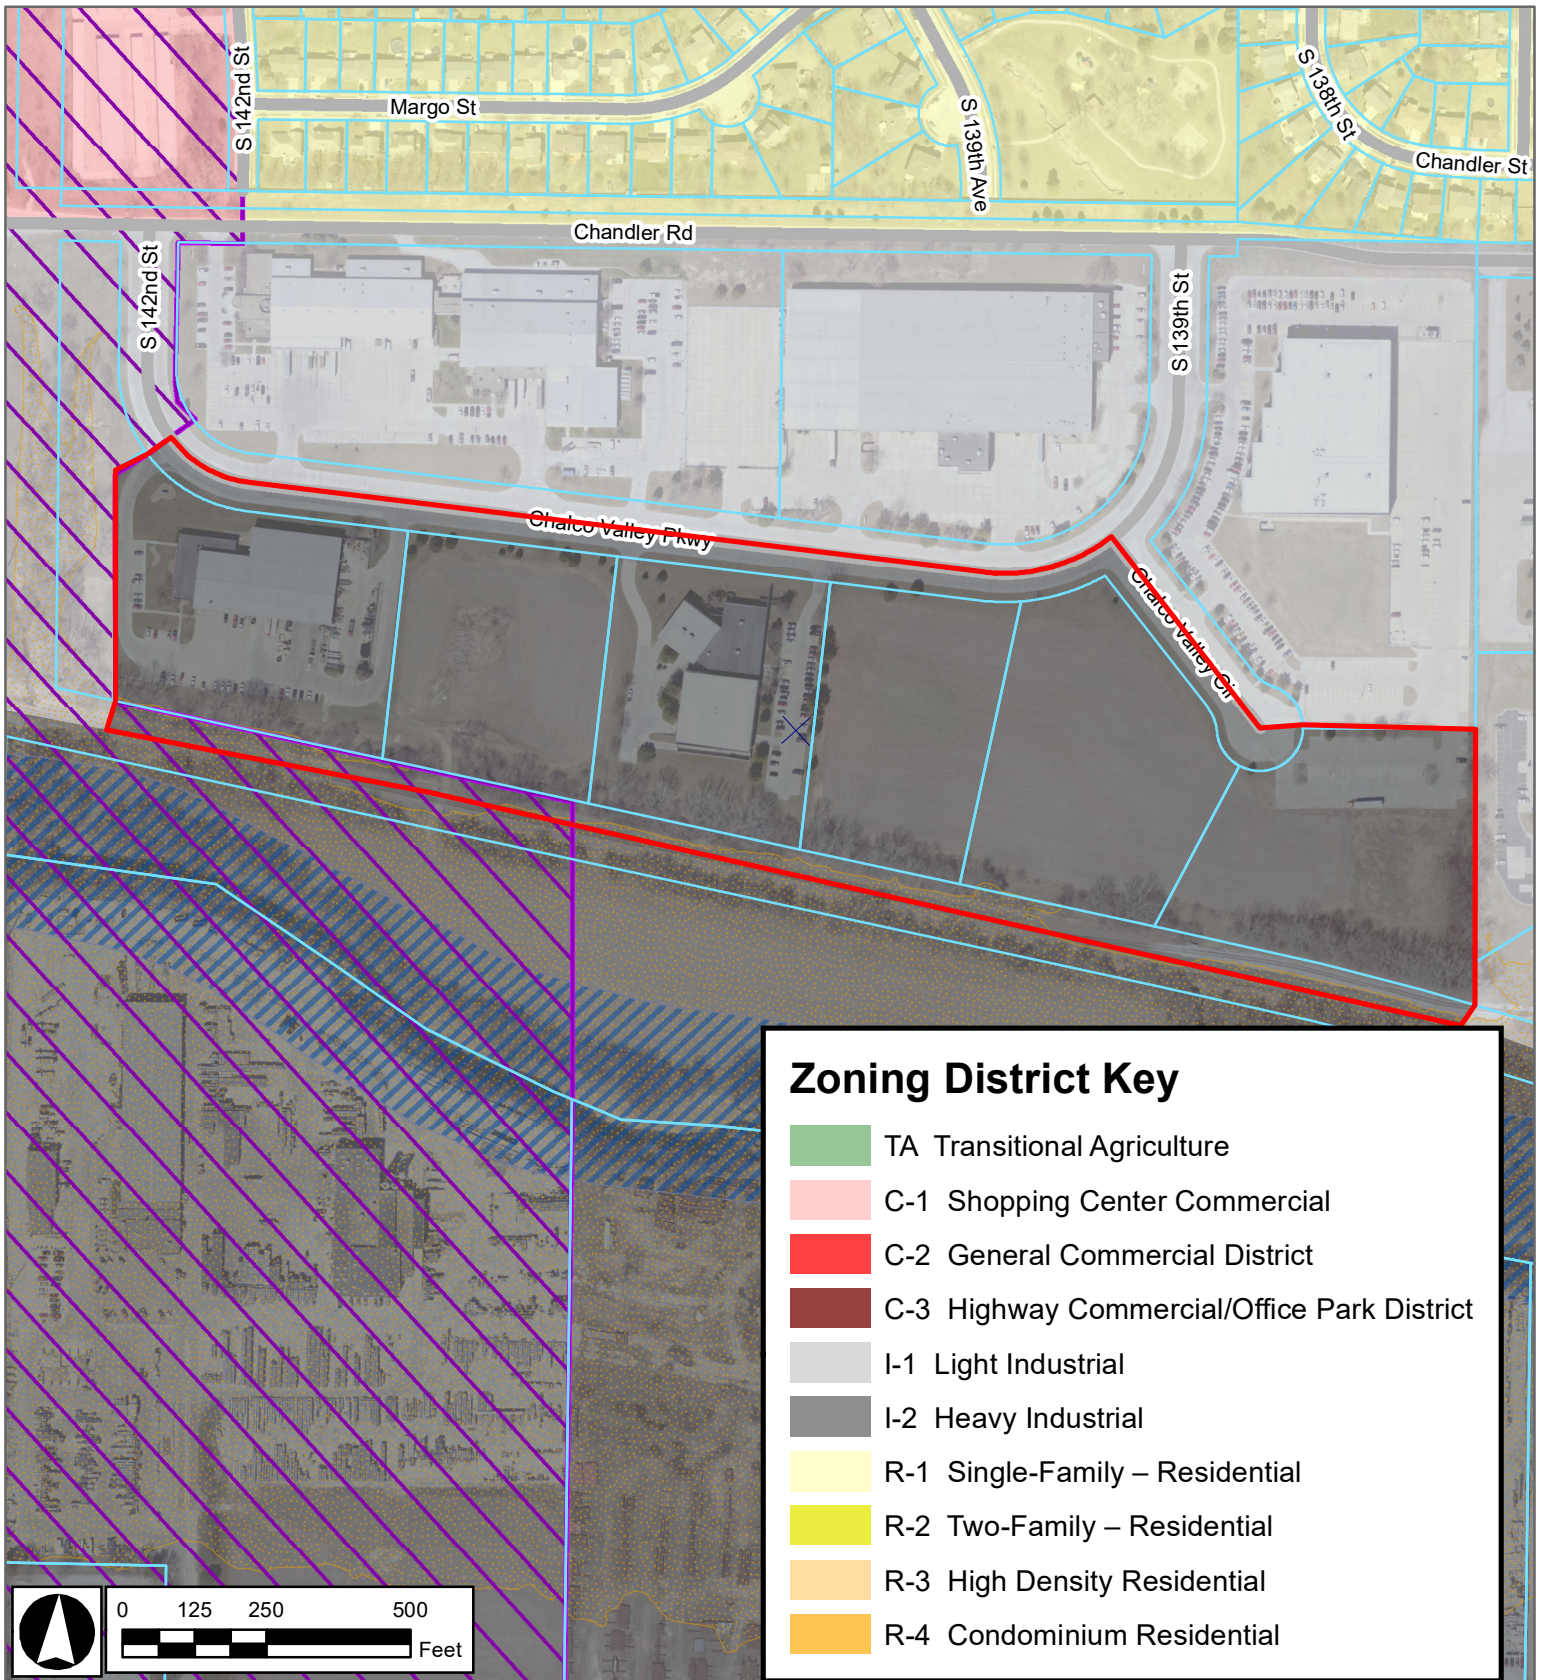 S 142nd St
Margo St
S 139th Ave
S 138th St
Chandler St
Chandler Rd
S 142nd St
S 139th St
Chalco Valley Pkwy
Chalco Valley Cir
Zoning District Key
TA Transitional Agriculture
C-1 Shopping Center Commercial
C-2 General Commercial District
C-3 Highway Commercial/Office Park District
I-1 Light Industrial
I-2 Heavy Industrial
R-1 Single-Family – Residential
R-2 Two-Family – Residential
R-3 High Density Residential
R-4 Condominium Residential
0 125 250 500
Feet